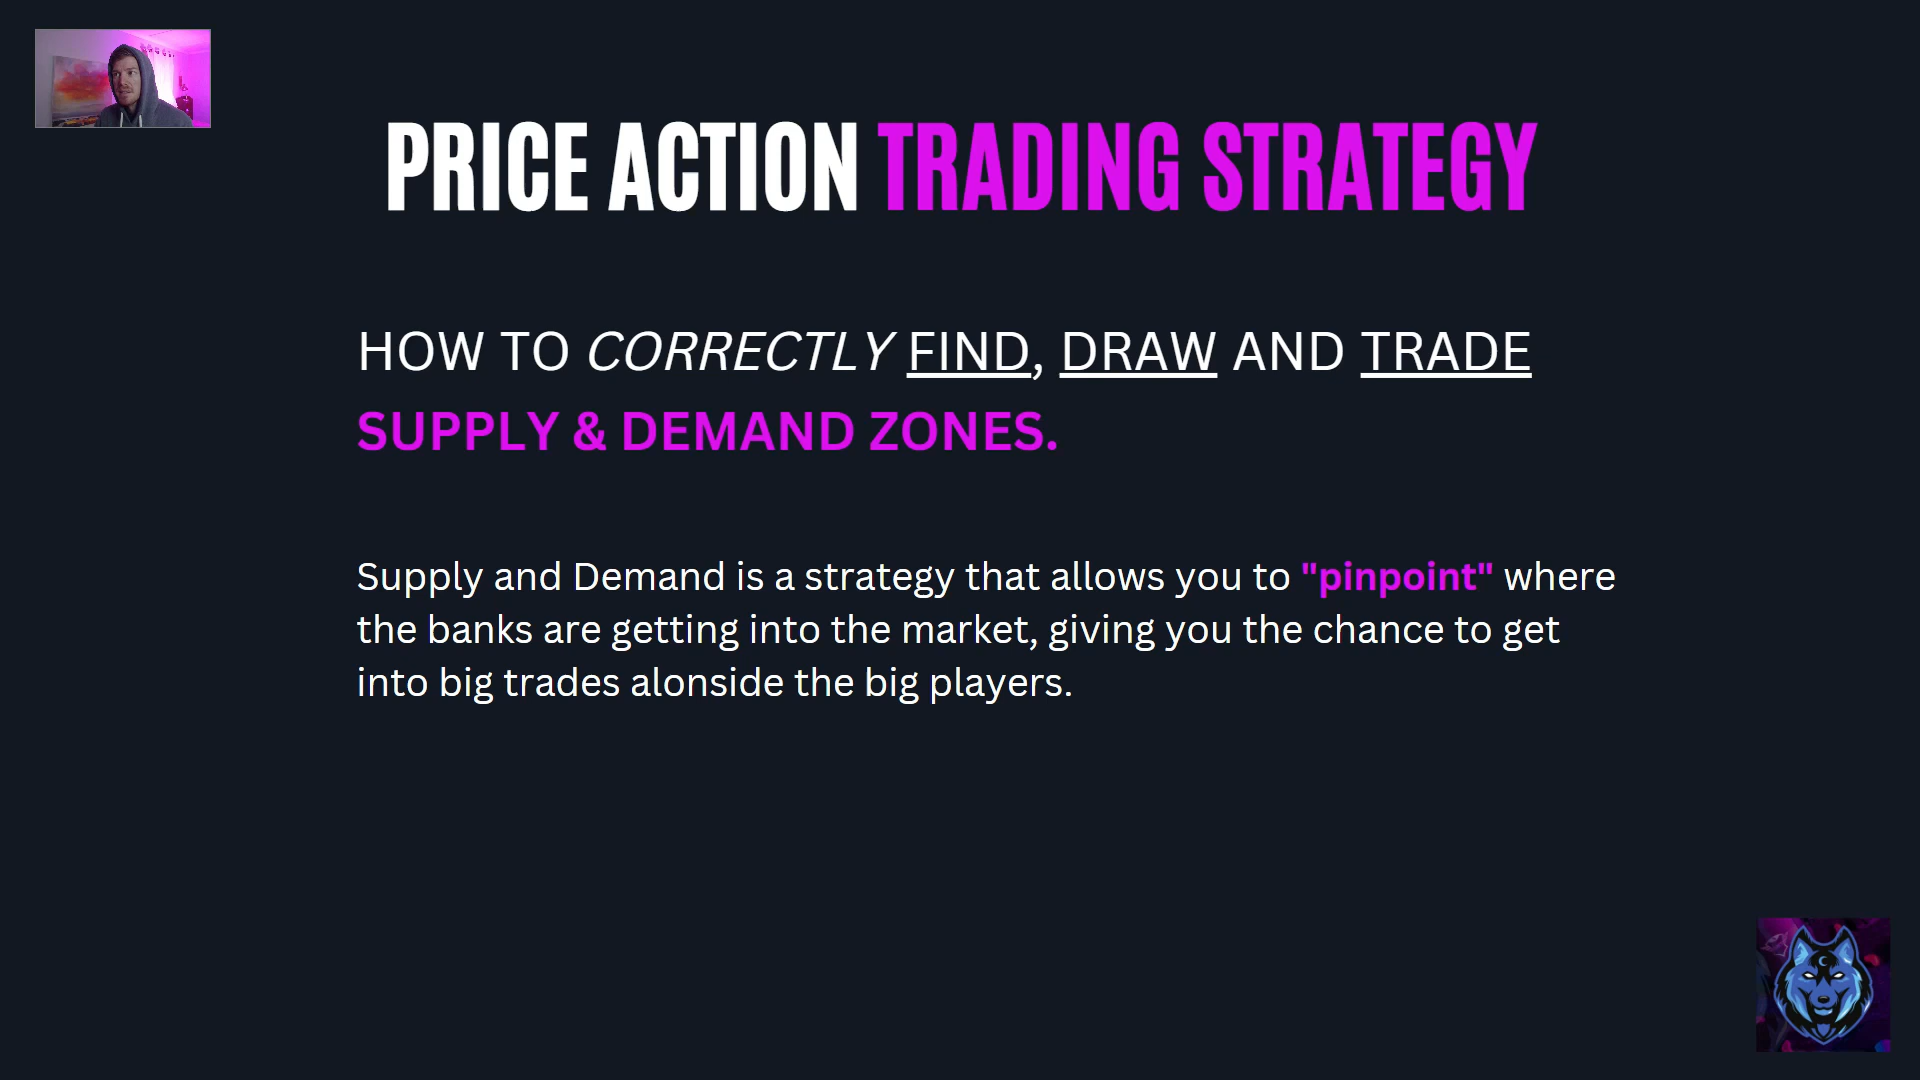 PRICE ACTION TRADING STRATEGY
HOW TO CORRECTLY FIND, DRAW AND TRADE
SUPPLY & DEMAND ZONES.
Supply and Demand is a strategy that allows you to "pinpoint" where
the banks are getting into the market, giving you the chance to get
into big trades alonside the big players.